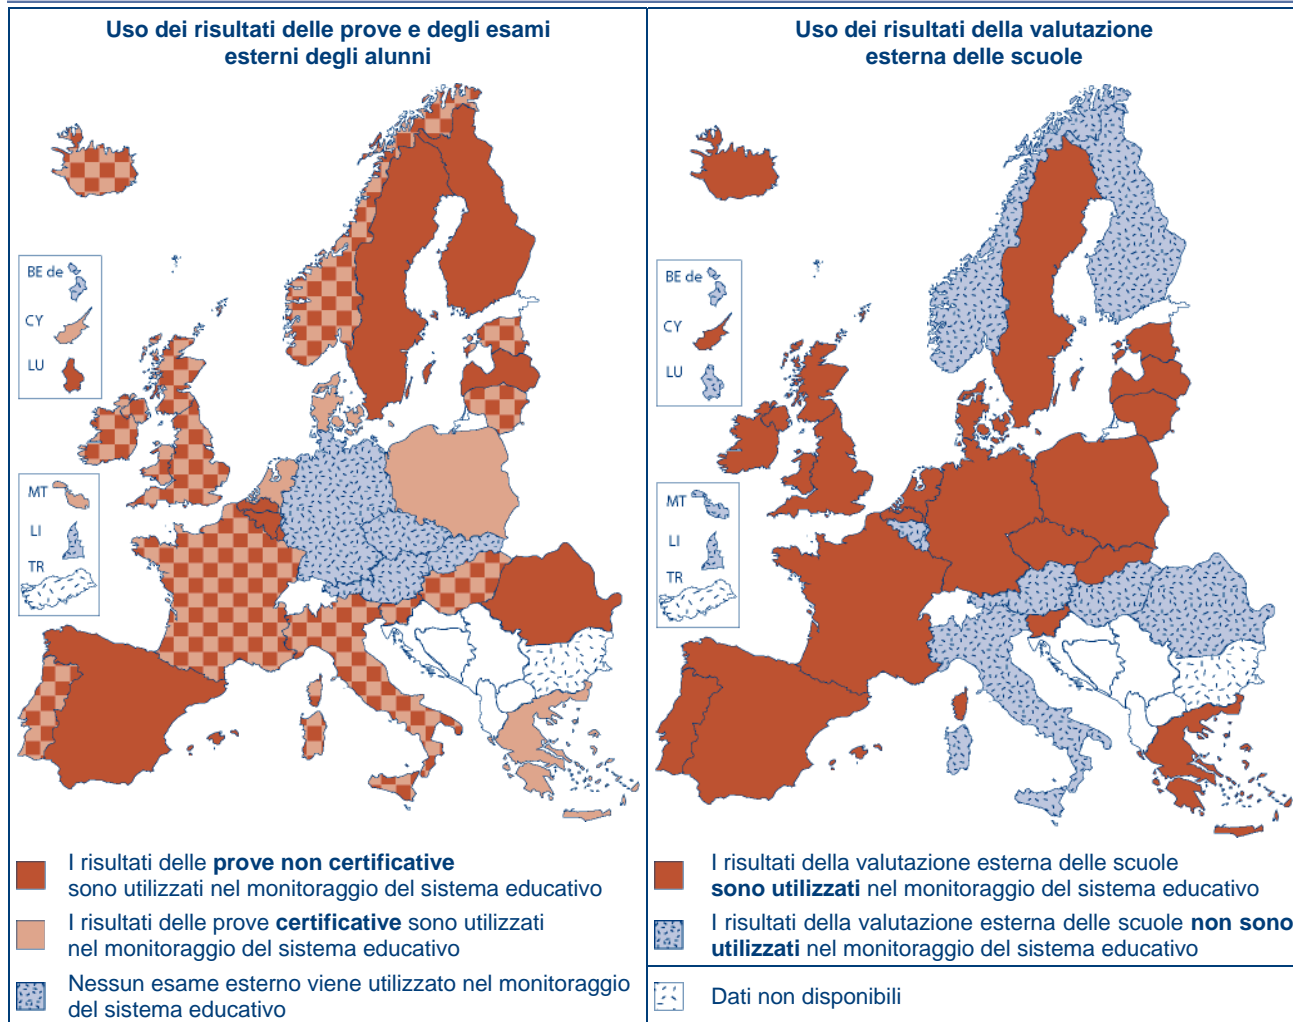 Uso dei risultati delle prove e degli esami
esterni degli alunni
BE de
CY
LU
MT
LI
TR
I risultati delle prove non certificative
sono utilizzati nel monitoraggio del sistema educativo
I risultati delle prove certificative sono utilizzati
nel monitoraggio del sistema educativo
Nessun esame esterno viene utilizzato nel monitoraggio
del sistema educativo
Uso dei risultati della valutazione
esterna delle scuole
BE de
CY
LU
MT
LI
TR
I risultati della valutazione esterna delle scuole
sono utilizzati nel monitoraggio del sistema educativo
I risultati della valutazione esterna delle scuole non sono
utilizzati nel monitoraggio del sistema educativo
Dati non disponibili